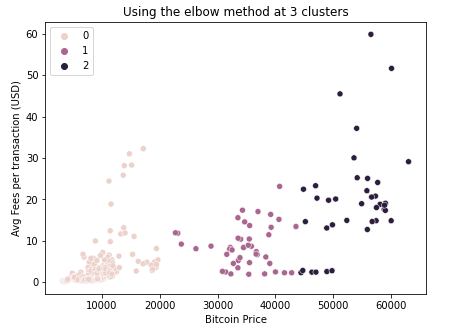 Using the elbow method at 3 clusters
0
1
2
60
50
40
30
20
10
0
Avg Fees per transaction (USD)
10000 20000 30000 40000 50000 60000
Bitcoin Price